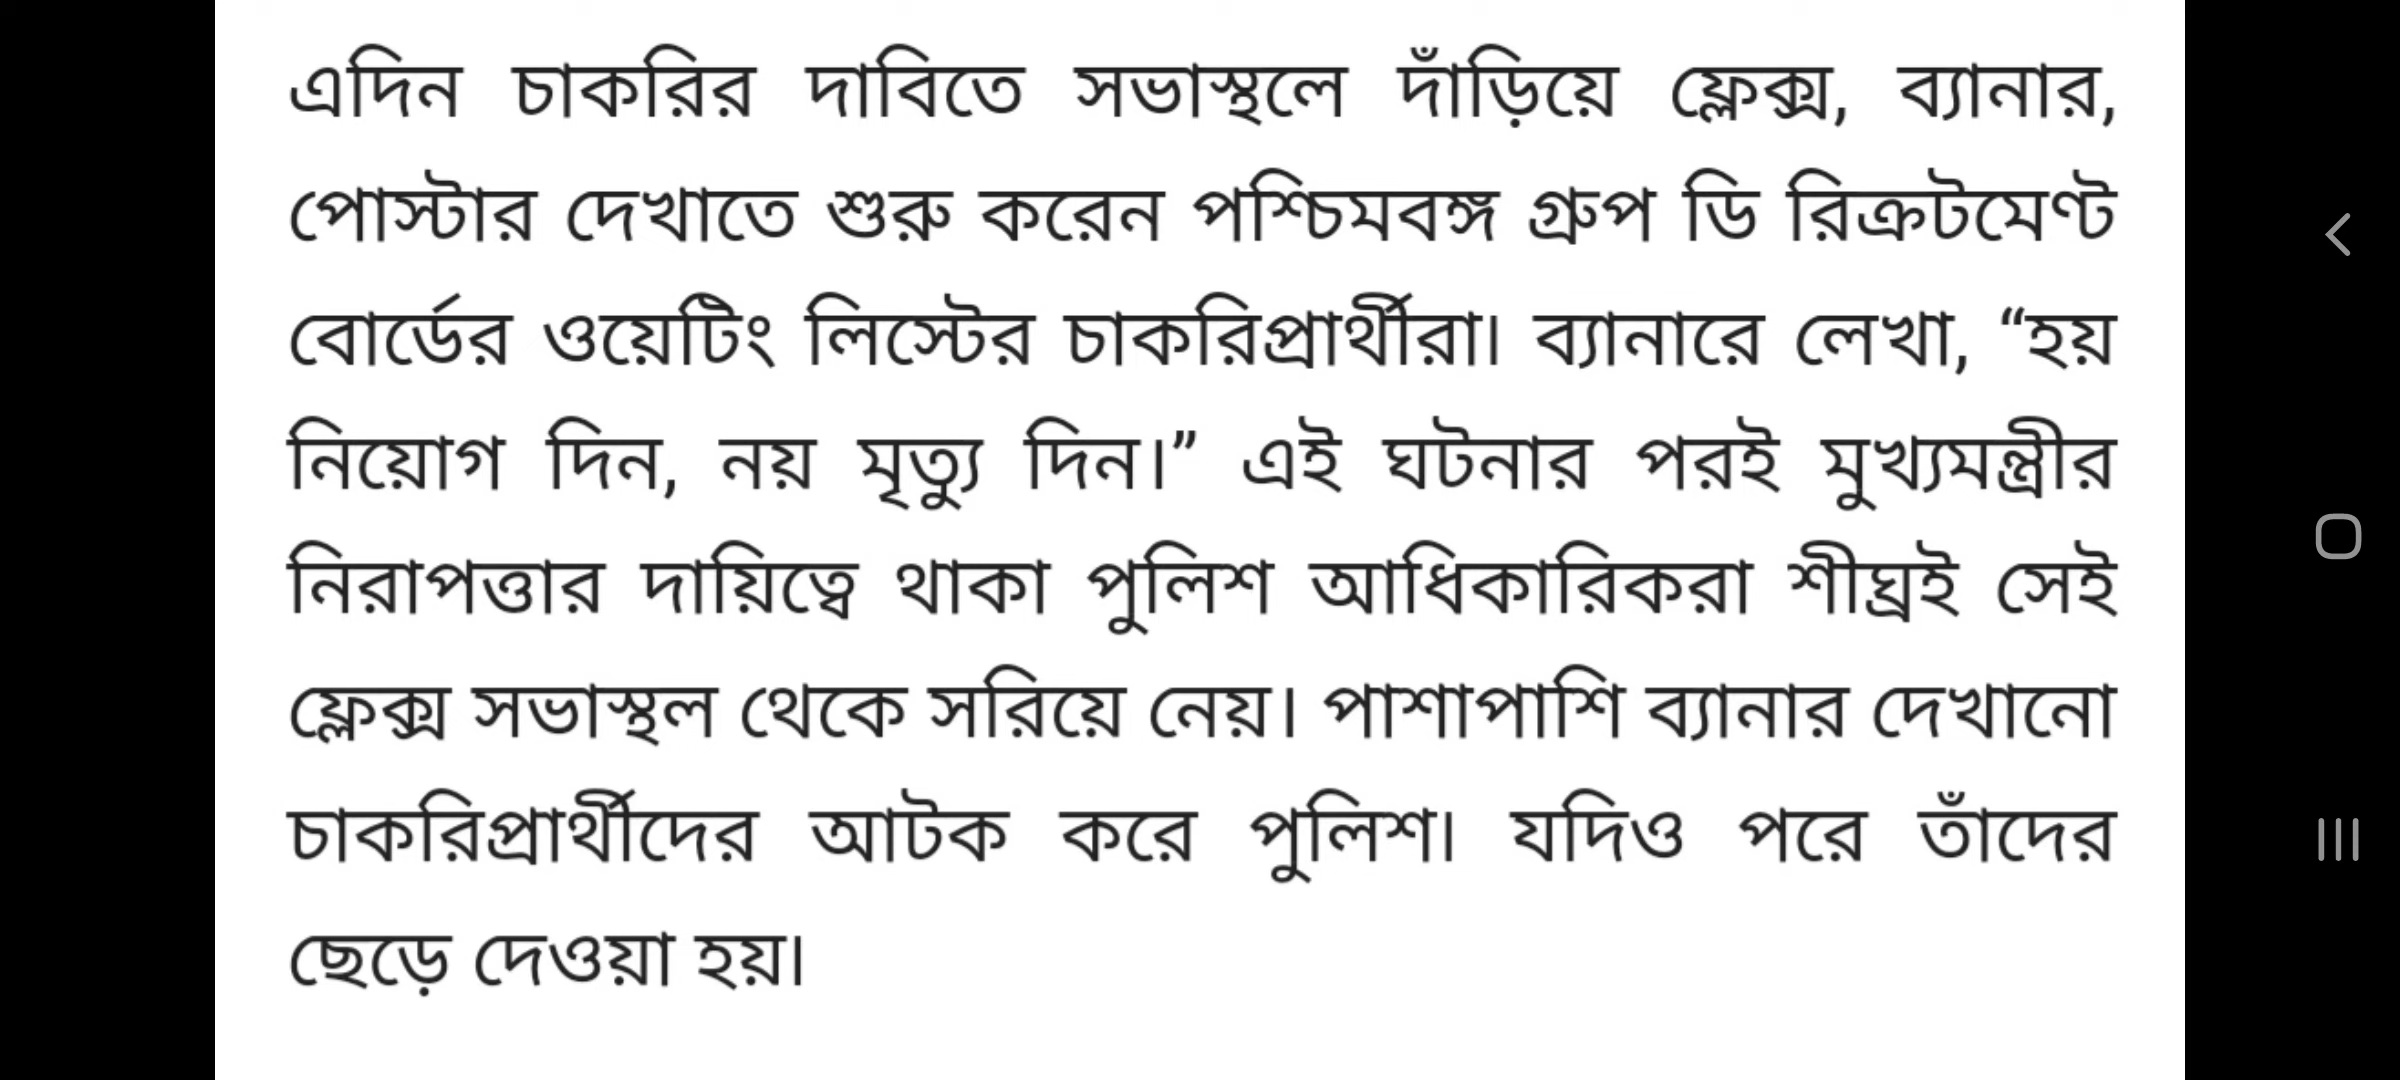 এদিন চাকরির দাবিতে সভাস্থলে দাঁড়িয়ে ফ্লেক্স, ব্যানার,
পোস্টার দেখাতে শুরু করেন পশ্চিমবঙ্গ গ্রুপ ডি রিক্রটমেণ্ট
বোর্ডের ওয়েটিং লিস্টের চাকরিপ্রার্থীরা। ব্যানারে লেখা, “হয়
নিয়োগ দিন, নয় মৃত্যু দিন।” এই ঘটনার পরই মুখ্যমন্ত্রীর
নিরাপত্তার দায়িত্বে থাকা পুলিশ আধিকারিকরা শীঘ্রই সেই
ফ্লেক্স সভাস্থল থেকে সরিয়ে নেয়। পাশাপাশি ব্যানার দেখানো
চাকরিপ্রার্থীদের আটক করে পুলিশ। যদিও পরে তাঁদের
ছেড়ে দেওয়া হয়।